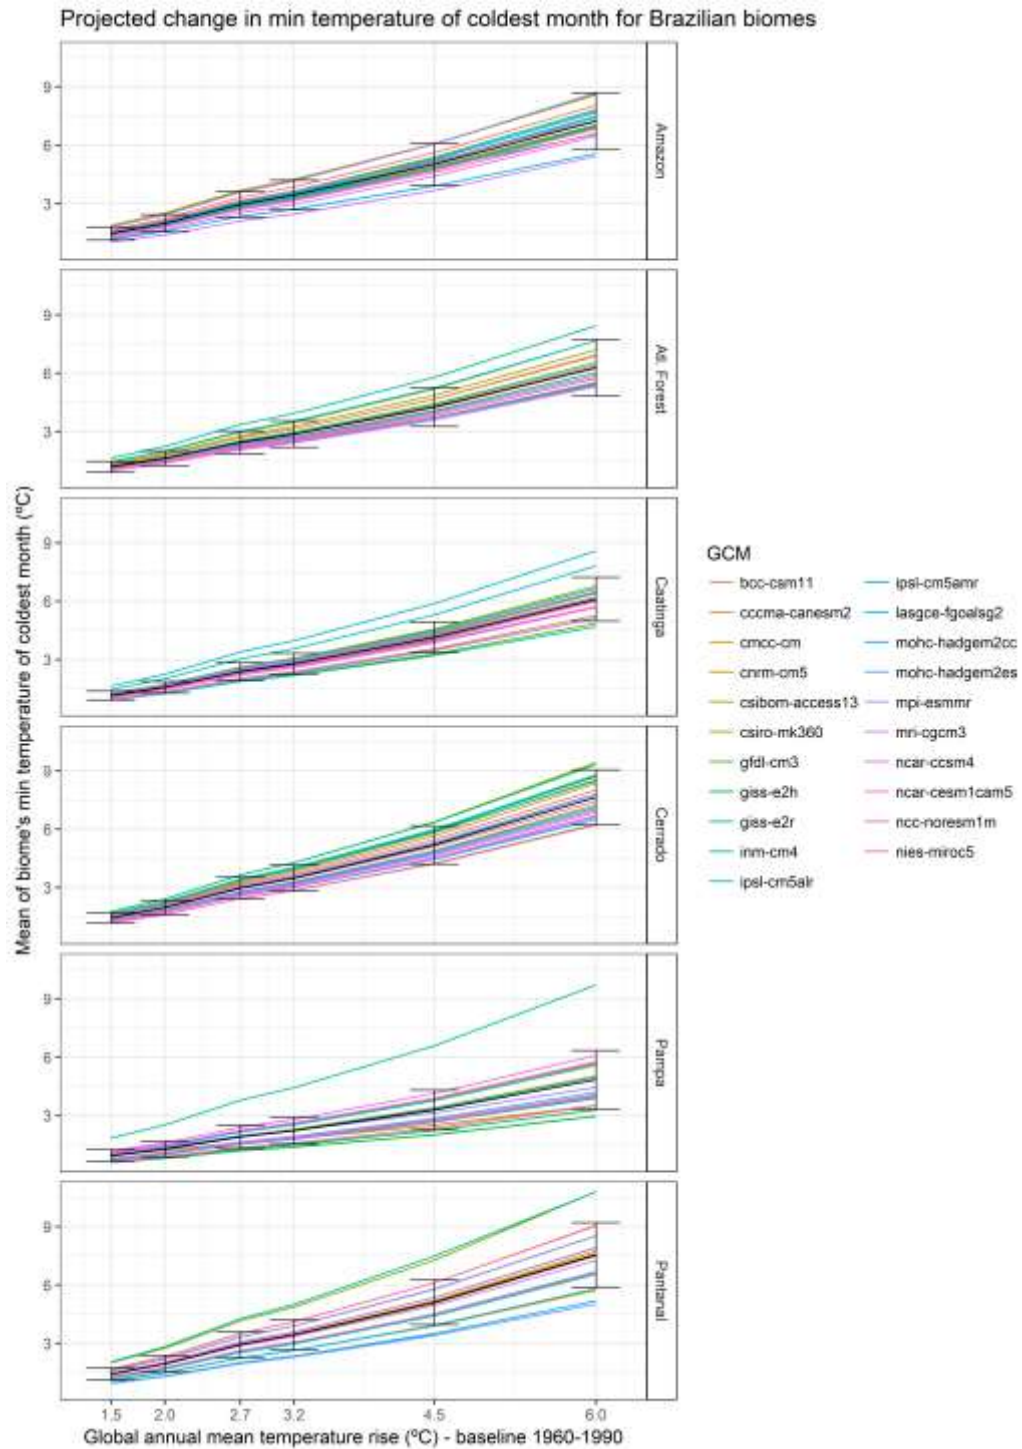 Projected change in min temperature of coldest month for Brazilian biomes
Mean of biome's min temperature of coldest month (ºC)
9
6
3
Amazon
9
6
3
Atl. Forest
9
6
3
Caatinga
9
6
3
Cerrado
9
6
3
Pampa
9
6
3
Pantanal
1.5 2.0 2.7 3.2 4.5 6.0
Global annual mean temperature rise (ºC) - baseline 1960-1990
GCM
bcc-csm11
cccma-canesm2
cmcc-cm
cnrm-cm5
csibom-access13
csiro-mk360
gfdl-cm3
giss-e2h
giss-e2r
inm-cm4
ipsl-cm5alr
ipsl-cm5amr
lasgce-fgoalsg2
mohc-hadgem2cc
mohc-hadgem2es
mpi-esmmr
mri-cgcm3
ncar-ccsm4
ncar-cesm1cam5
ncc-noresm1m
nies-miroc5